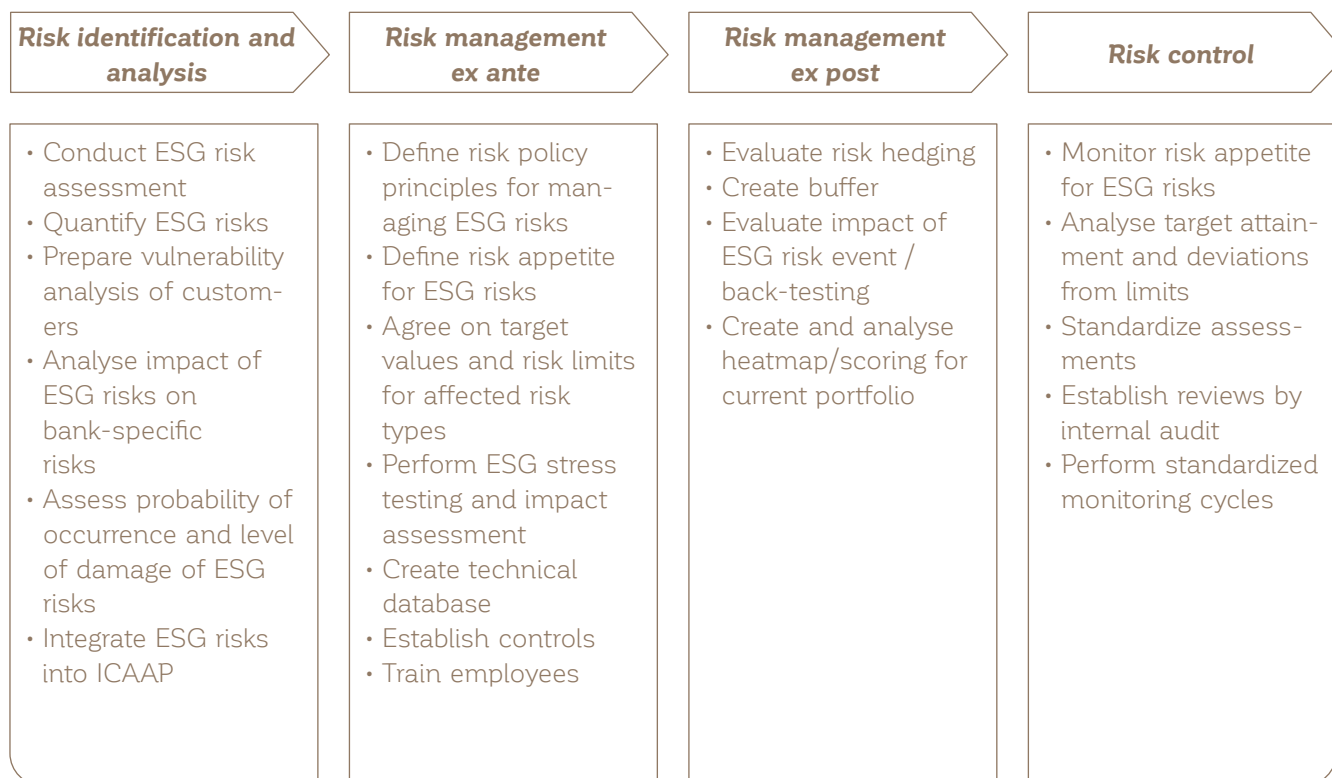 Risk identification and
analysis
• Conduct ESG risk
assessment
• Quantify ESG risks
• Prepare vulnerability
analysis of custom-
ers
• Analyse impact of
ESG risks on
bank-specific
risks
• Assess probability of
occurrence and level
of damage of ESG
risks
• Integrate ESG risks
into ICAAP
Risk management
ex ante
• Define risk policy
principles for man-
aging ESG risks
• Define risk appetite
for ESG risks
• Agree on target
values and risk limits
for affected risk
types
• Perform ESG stress
testing and impact
assessment
• Create technical
database
• Establish controls
• Train employees
Risk management
ex post
• Evaluate risk hedging
• Create buffer
• Evaluate impact of
ESG risk event /
back-testing
• Create and analyse
heatmap/scoring for
current portfolio
Risk control
• Monitor risk appetite
for ESG risks
• Analyse target attain-
ment and deviations
from limits
• Standardize assess-
ments
• Establish reviews by
internal audit
• Perform standardized
monitoring cycles